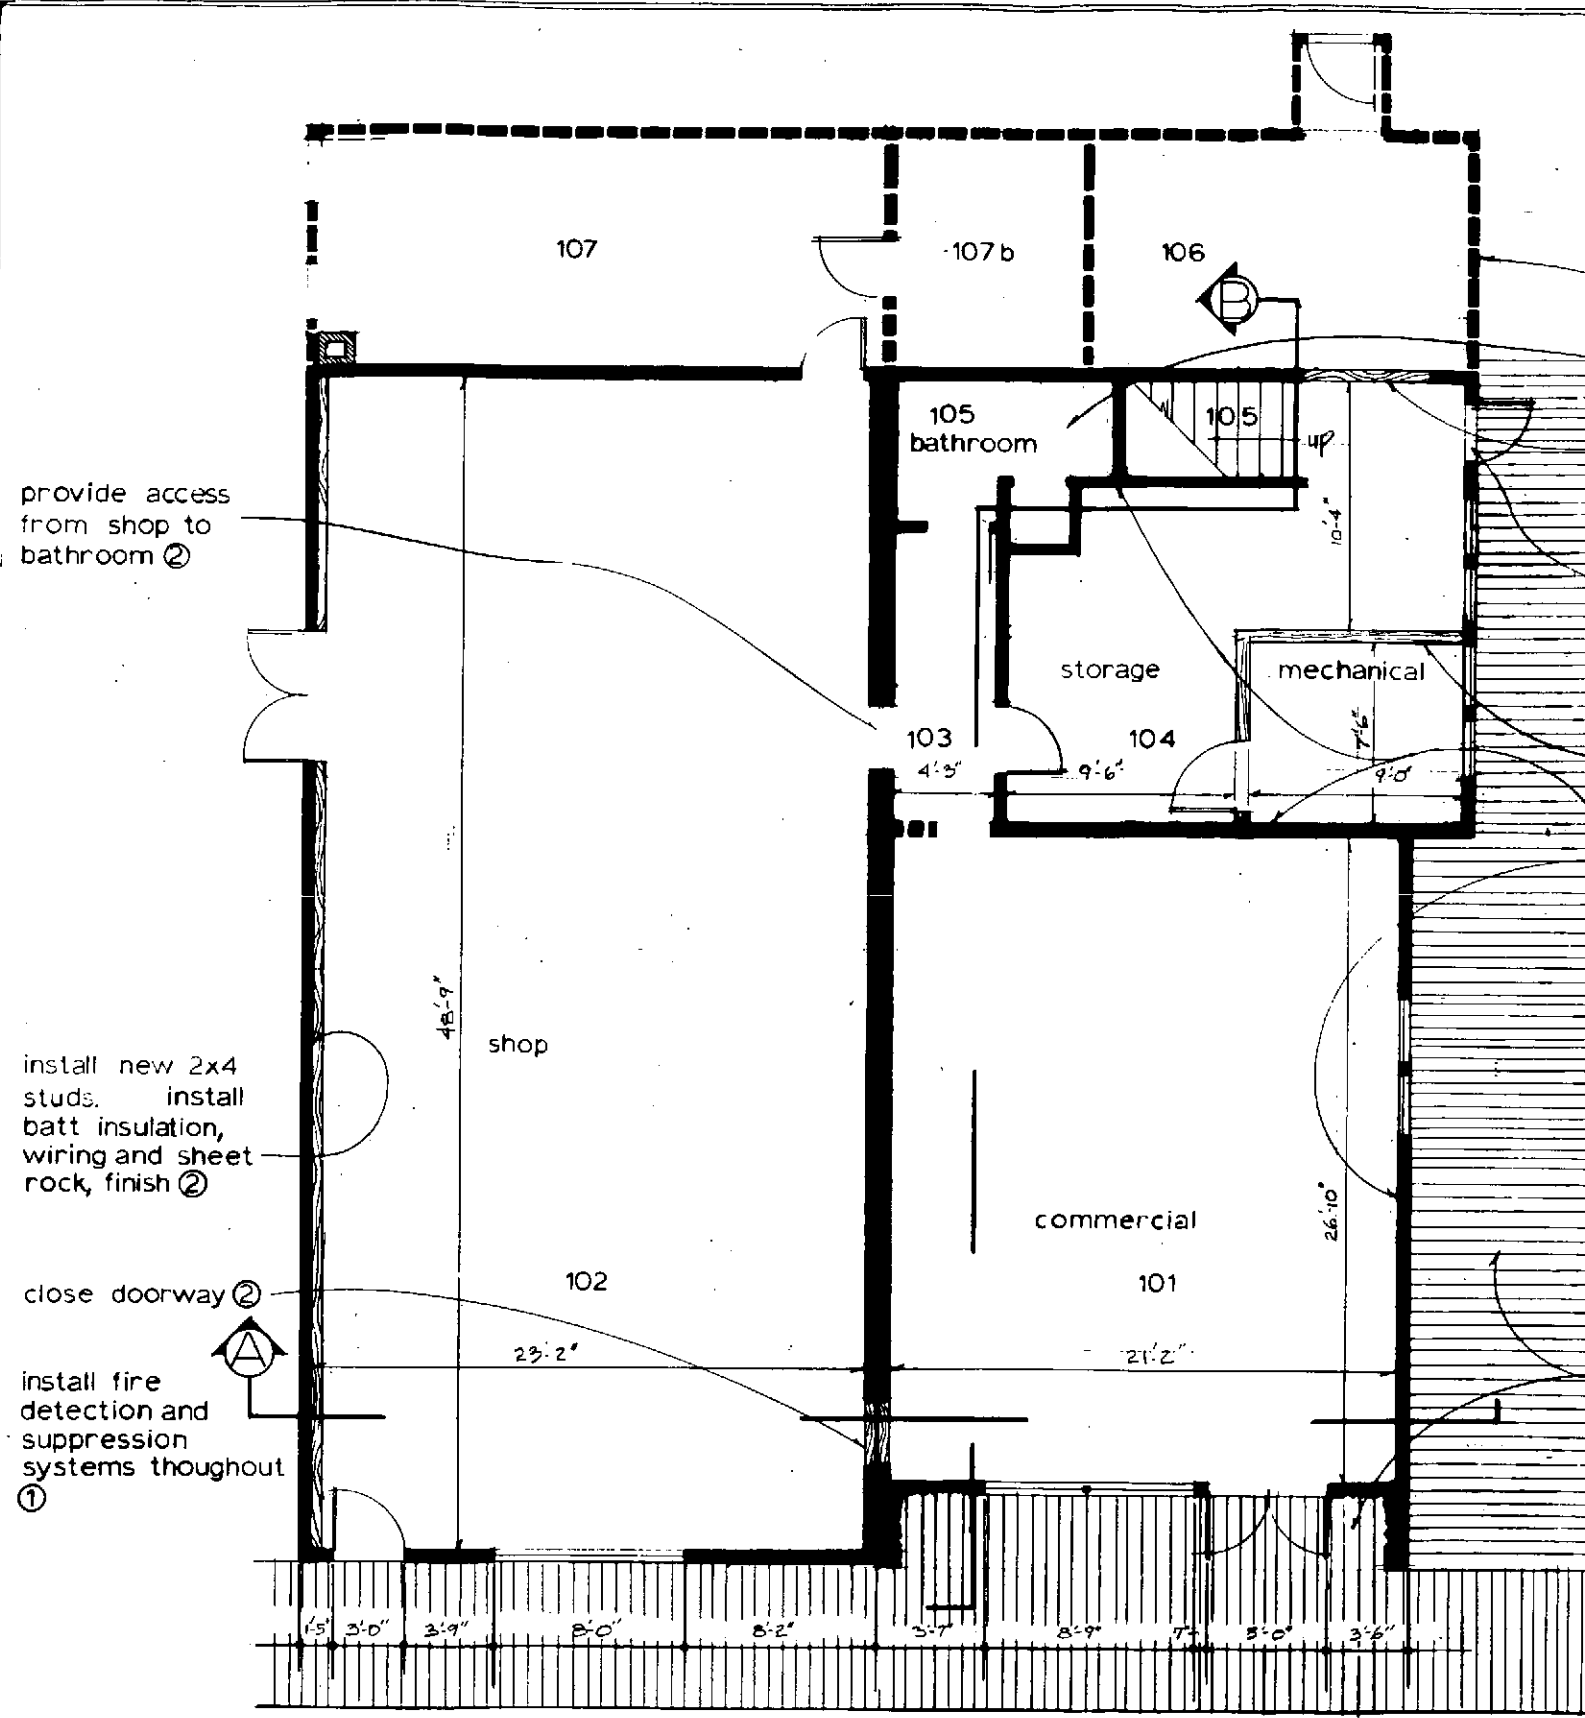 107
107b
106
B
105
bathroom
105
up
provide access
from shop to
bathroom ②
10'-4"
storage
mechanical
103
104
7'-6"
4'-3"
9'-6"
9'-0"
48'-9"
shop
install new 2x4
studs. install
batt insulation,
wiring and sheet
rock, finish ②
commercial
26'-10"
102
101
close doorway ②
A
23'-2"
21'-2"
install fire
detection and
suppression
systems thoughout
①
1'-5"
3'-0"
3'-9"
8'-0"
8'-2"
3'-7"
8'-9"
7"
3'-6"